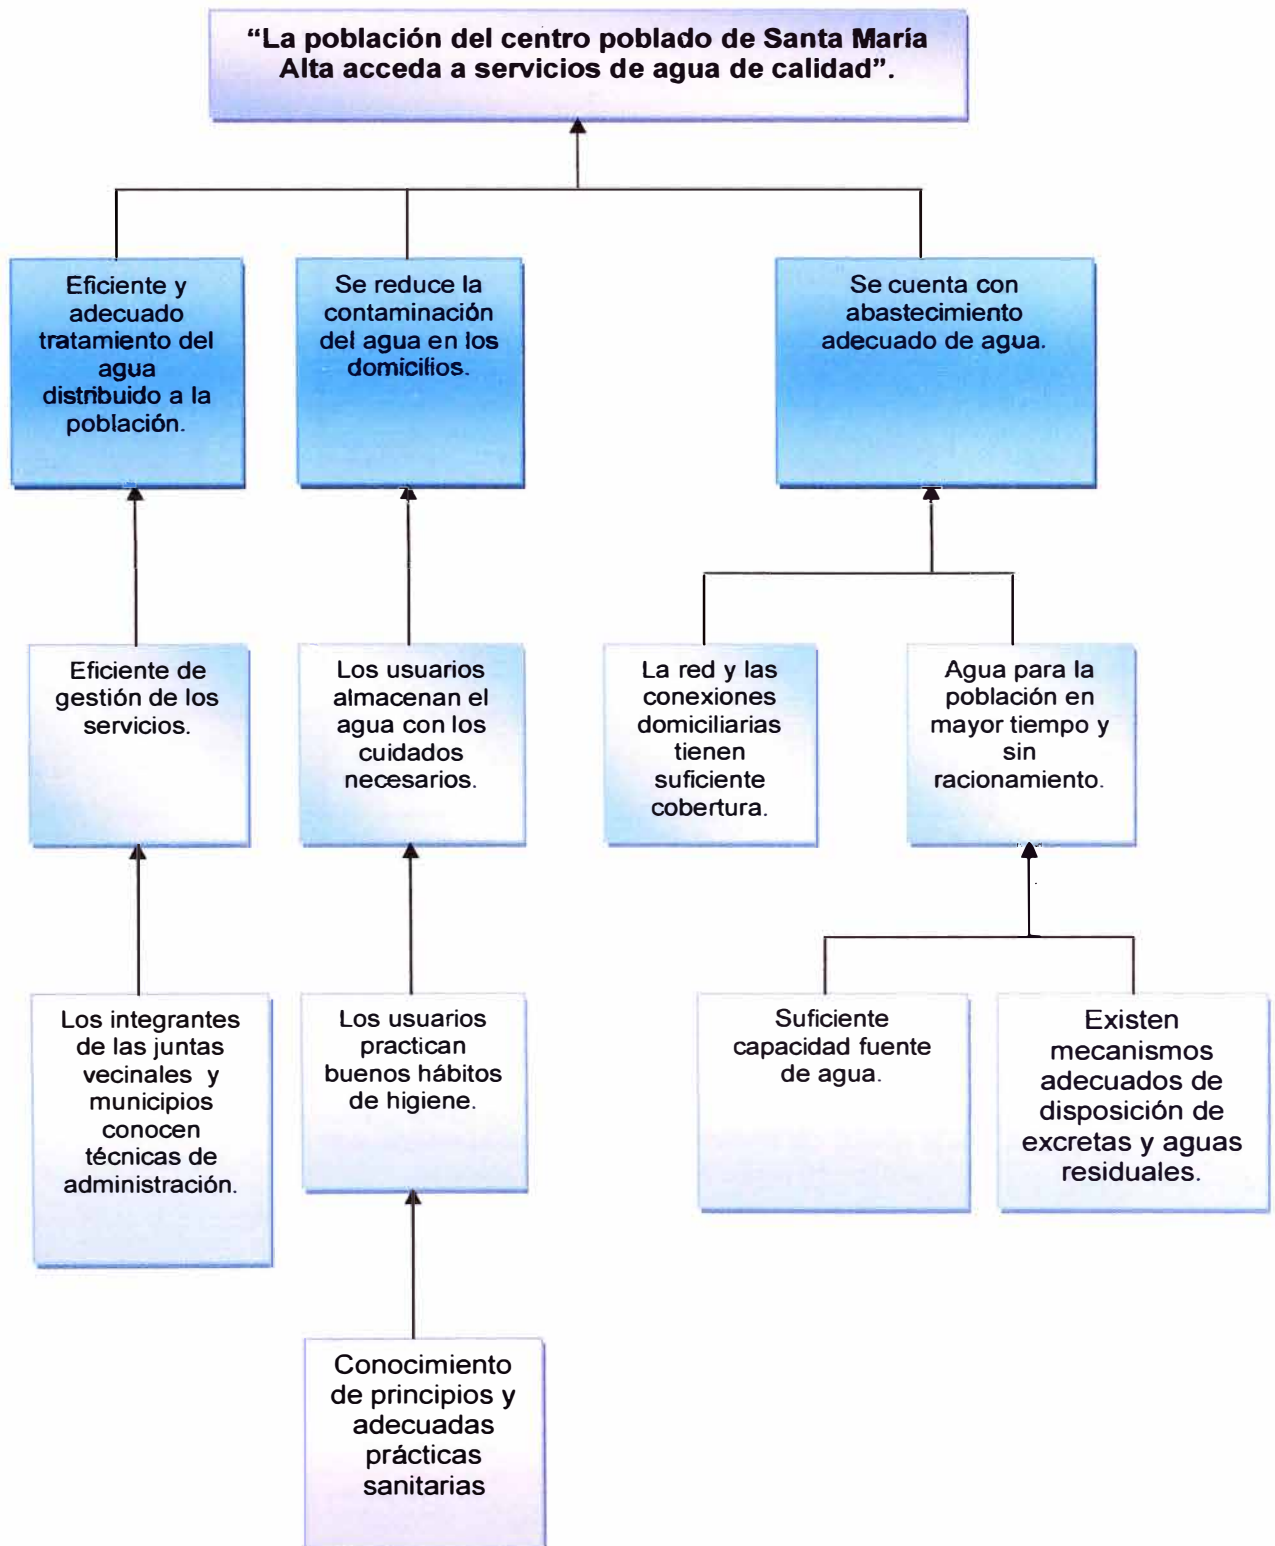 “La población del centro poblado de Santa María
Alta acceda a servicios de agua de calidad”.
Eficiente y
adecuado
tratamiento del
agua
distribuido a la
población.
Se reduce la
contaminación
del agua en los
domicilios.
Se cuenta con
abastecimiento
adecuado de agua.
Eficiente de
gestión de los
servicios.
Los usuarios
almacenan el
agua con los
cuidados
necesarios.
La red y las
conexiones
domiciliarias
tienen
suficiente
cobertura.
Agua para la
población en
mayor tiempo y
sin
racionamiento.
Los integrantes
de las juntas
vecinales y
municipios
conocen
técnicas de
administración.
Los usuarios
practican
buenos hábitos
de higiene.
Suficiente
capacidad fuente
de agua.
Existen
mecanismos
adecuados de
disposición de
excretas y aguas
residuales.
Conocimiento
de principios y
adecuadas
prácticas
sanitarias